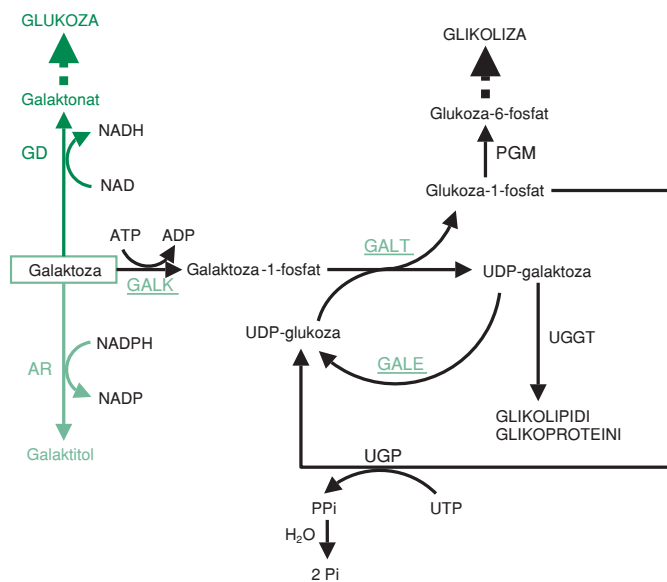 GLUKOZA
Galaktonat
GD
NADH
NAD
ATP
ADP
Galaktoza
GALK
Galaktoza-1-fosfat
AR
NADPH
NADP
Galaktitol
GLIKOLIZA
Glukoza-6-fosfat
PGM
Glukoza-1-fosfat
GALT
UDP-galaktoza
UDP-glukoza
GALE
UGGT
GLIKOLIPIDI
GLIKOPROTEINI
UGP
PPi
UTP
H₂O
2 Pi